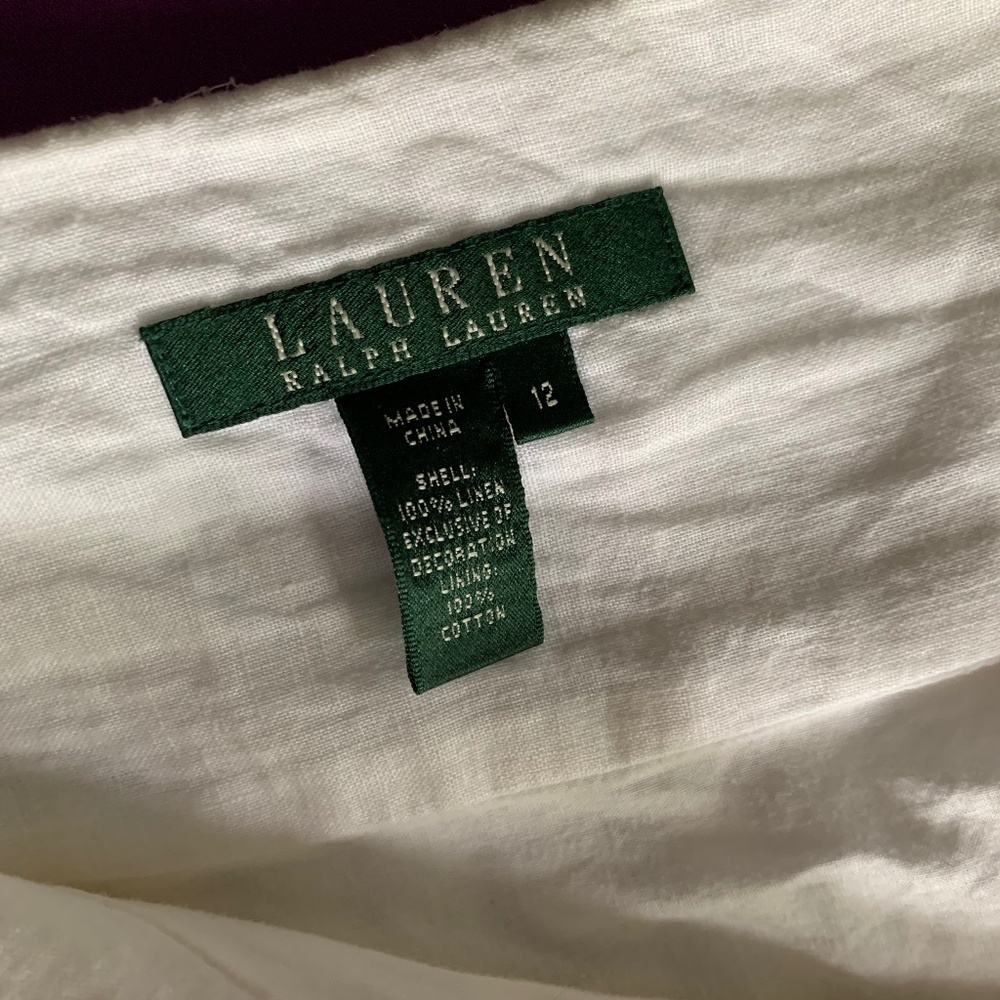 LAUREN
RALPH LAUREN
12
MADE IN
CHINA
SHELL:
100% LINEN
EXCLUSIVE OF
DECORATION
LINING:
100%
COTTON